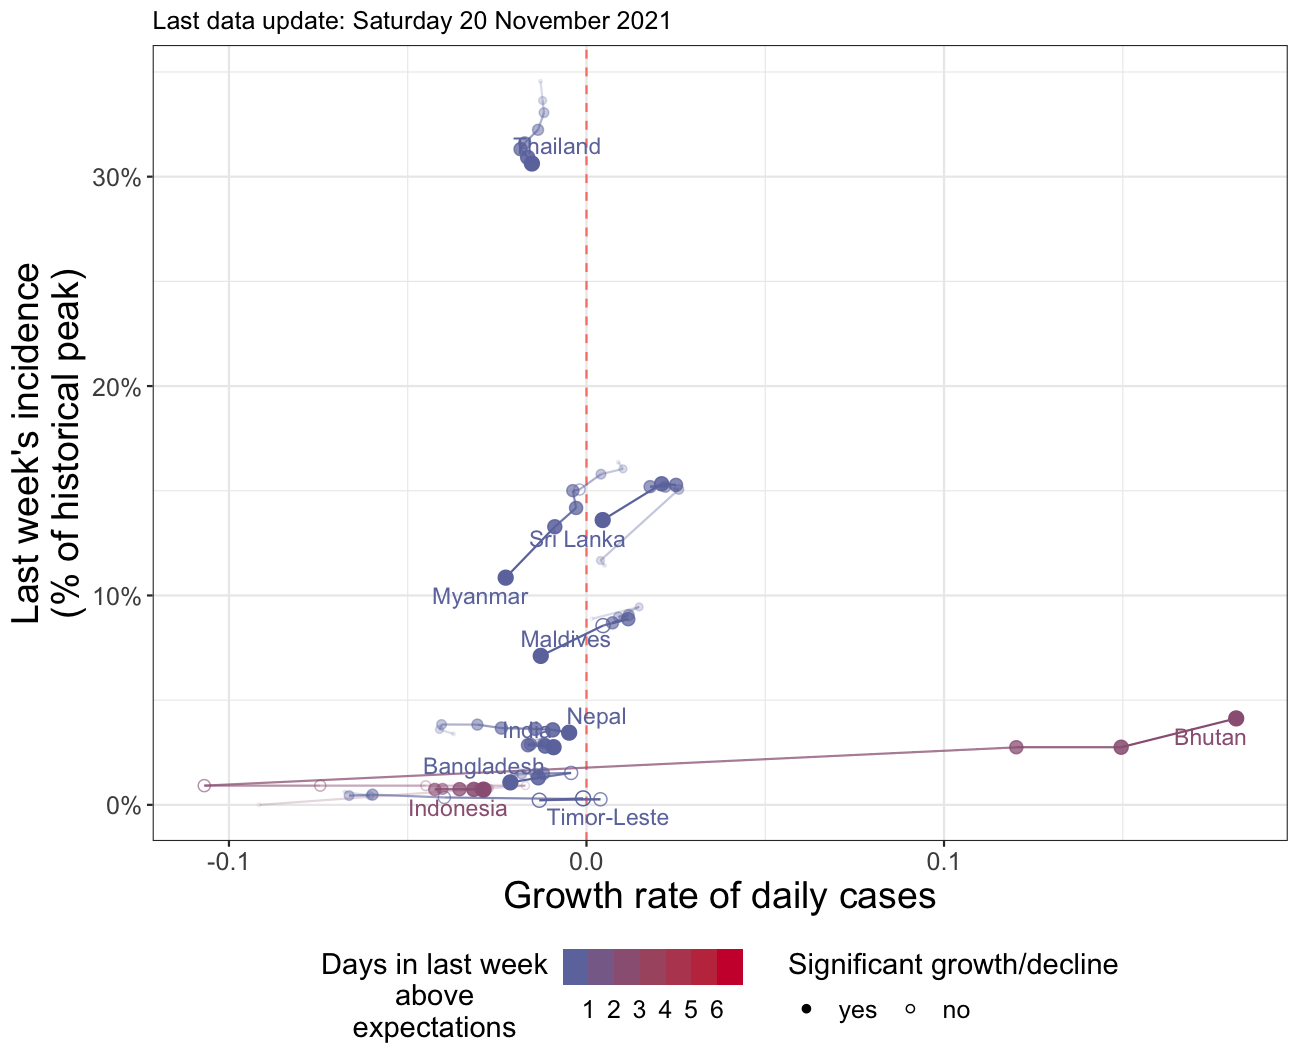 Last data update: Saturday 20 November 2021
Last week's incidence
(% of historical peak)
30%
20%
10%
0%
Thailand
Sri Lanka
Myanmar
Maldives
Nepal
India
Bhutan
Bangladesh
Indonesia
Timor-Leste
-0.1
0.0
0.1
Growth rate of daily cases
Days in last week
above
expectations
1 2 3 4 5 6
Significant growth/decline
yes
no